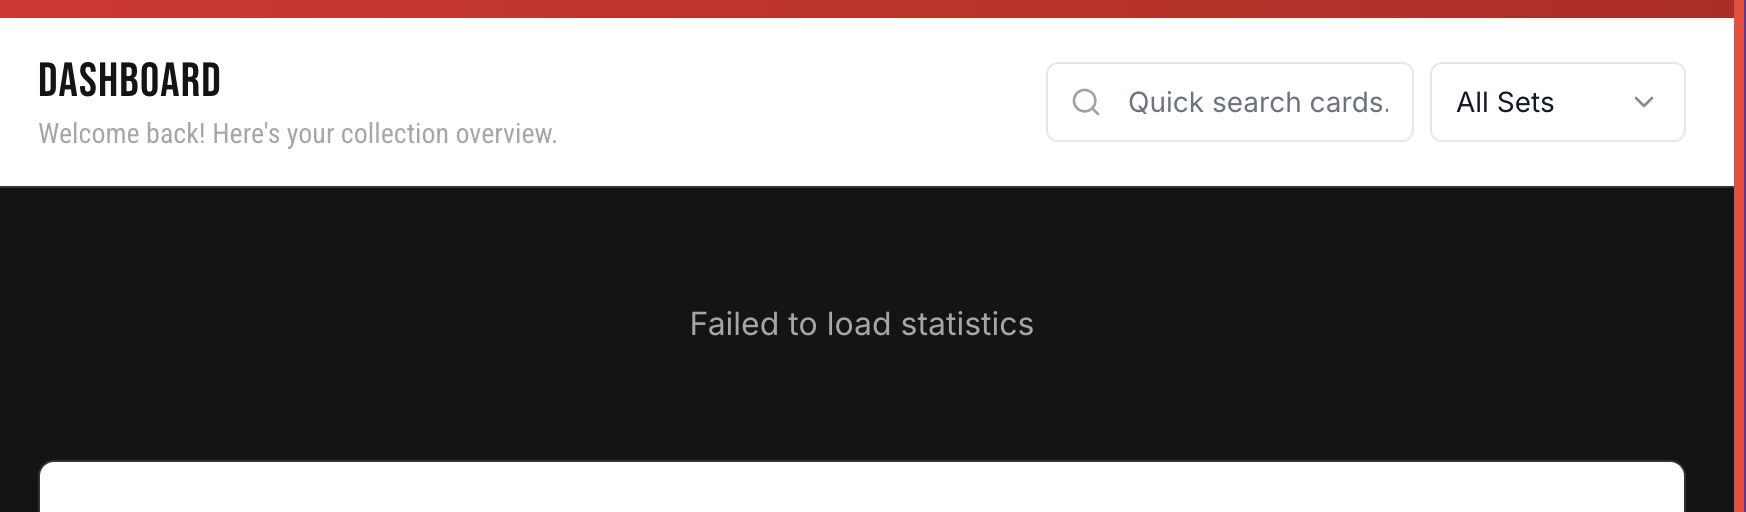 DASHBOARD
Welcome back! Here's your collection overview.
Quick search cards.
All Sets
Failed to load statistics